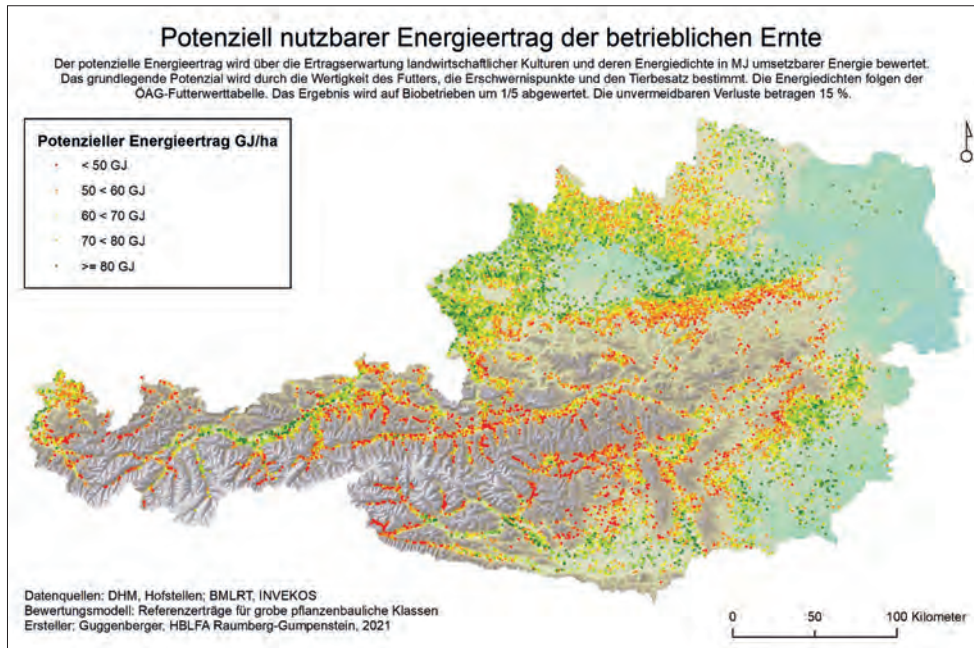 Potenziell nutzbarer Energieertrag der betrieblichen Ernte
Der potenzielle Energieertrag wird über die Ertragserwartung landwirtschaftlicher Kulturen und deren Energiedichte in MJ umsetzbarer Energie bewertet.
Das grundlegende Potenzial wird durch die Wertigkeit des Futters, die Erschwernispunkte und den Tierbesatz bestimmt. Die Energiedichten folgen der
ÖAG-Futterwerttabelle. Das Ergebnis wird auf Biobetrieben um 1/5 abgewertet. Die unvermeidbaren Verluste betragen 15 %.
Potenzieller Energieertrag GJ/ha
< 50 GJ
50 < 60 GJ
60 < 70 GJ
70 < 80 GJ
>= 80 GJ
Datenquellen: DHM, Hofstellen; BMLRT, INVEKOS
Bewertungsmodell: Referenzerträge für grobe pflanzenbauliche Klassen
Ersteller: Guggenberger, HBLFA Raumberg-Gumpenstein, 2021
0 50 100 Kilometer